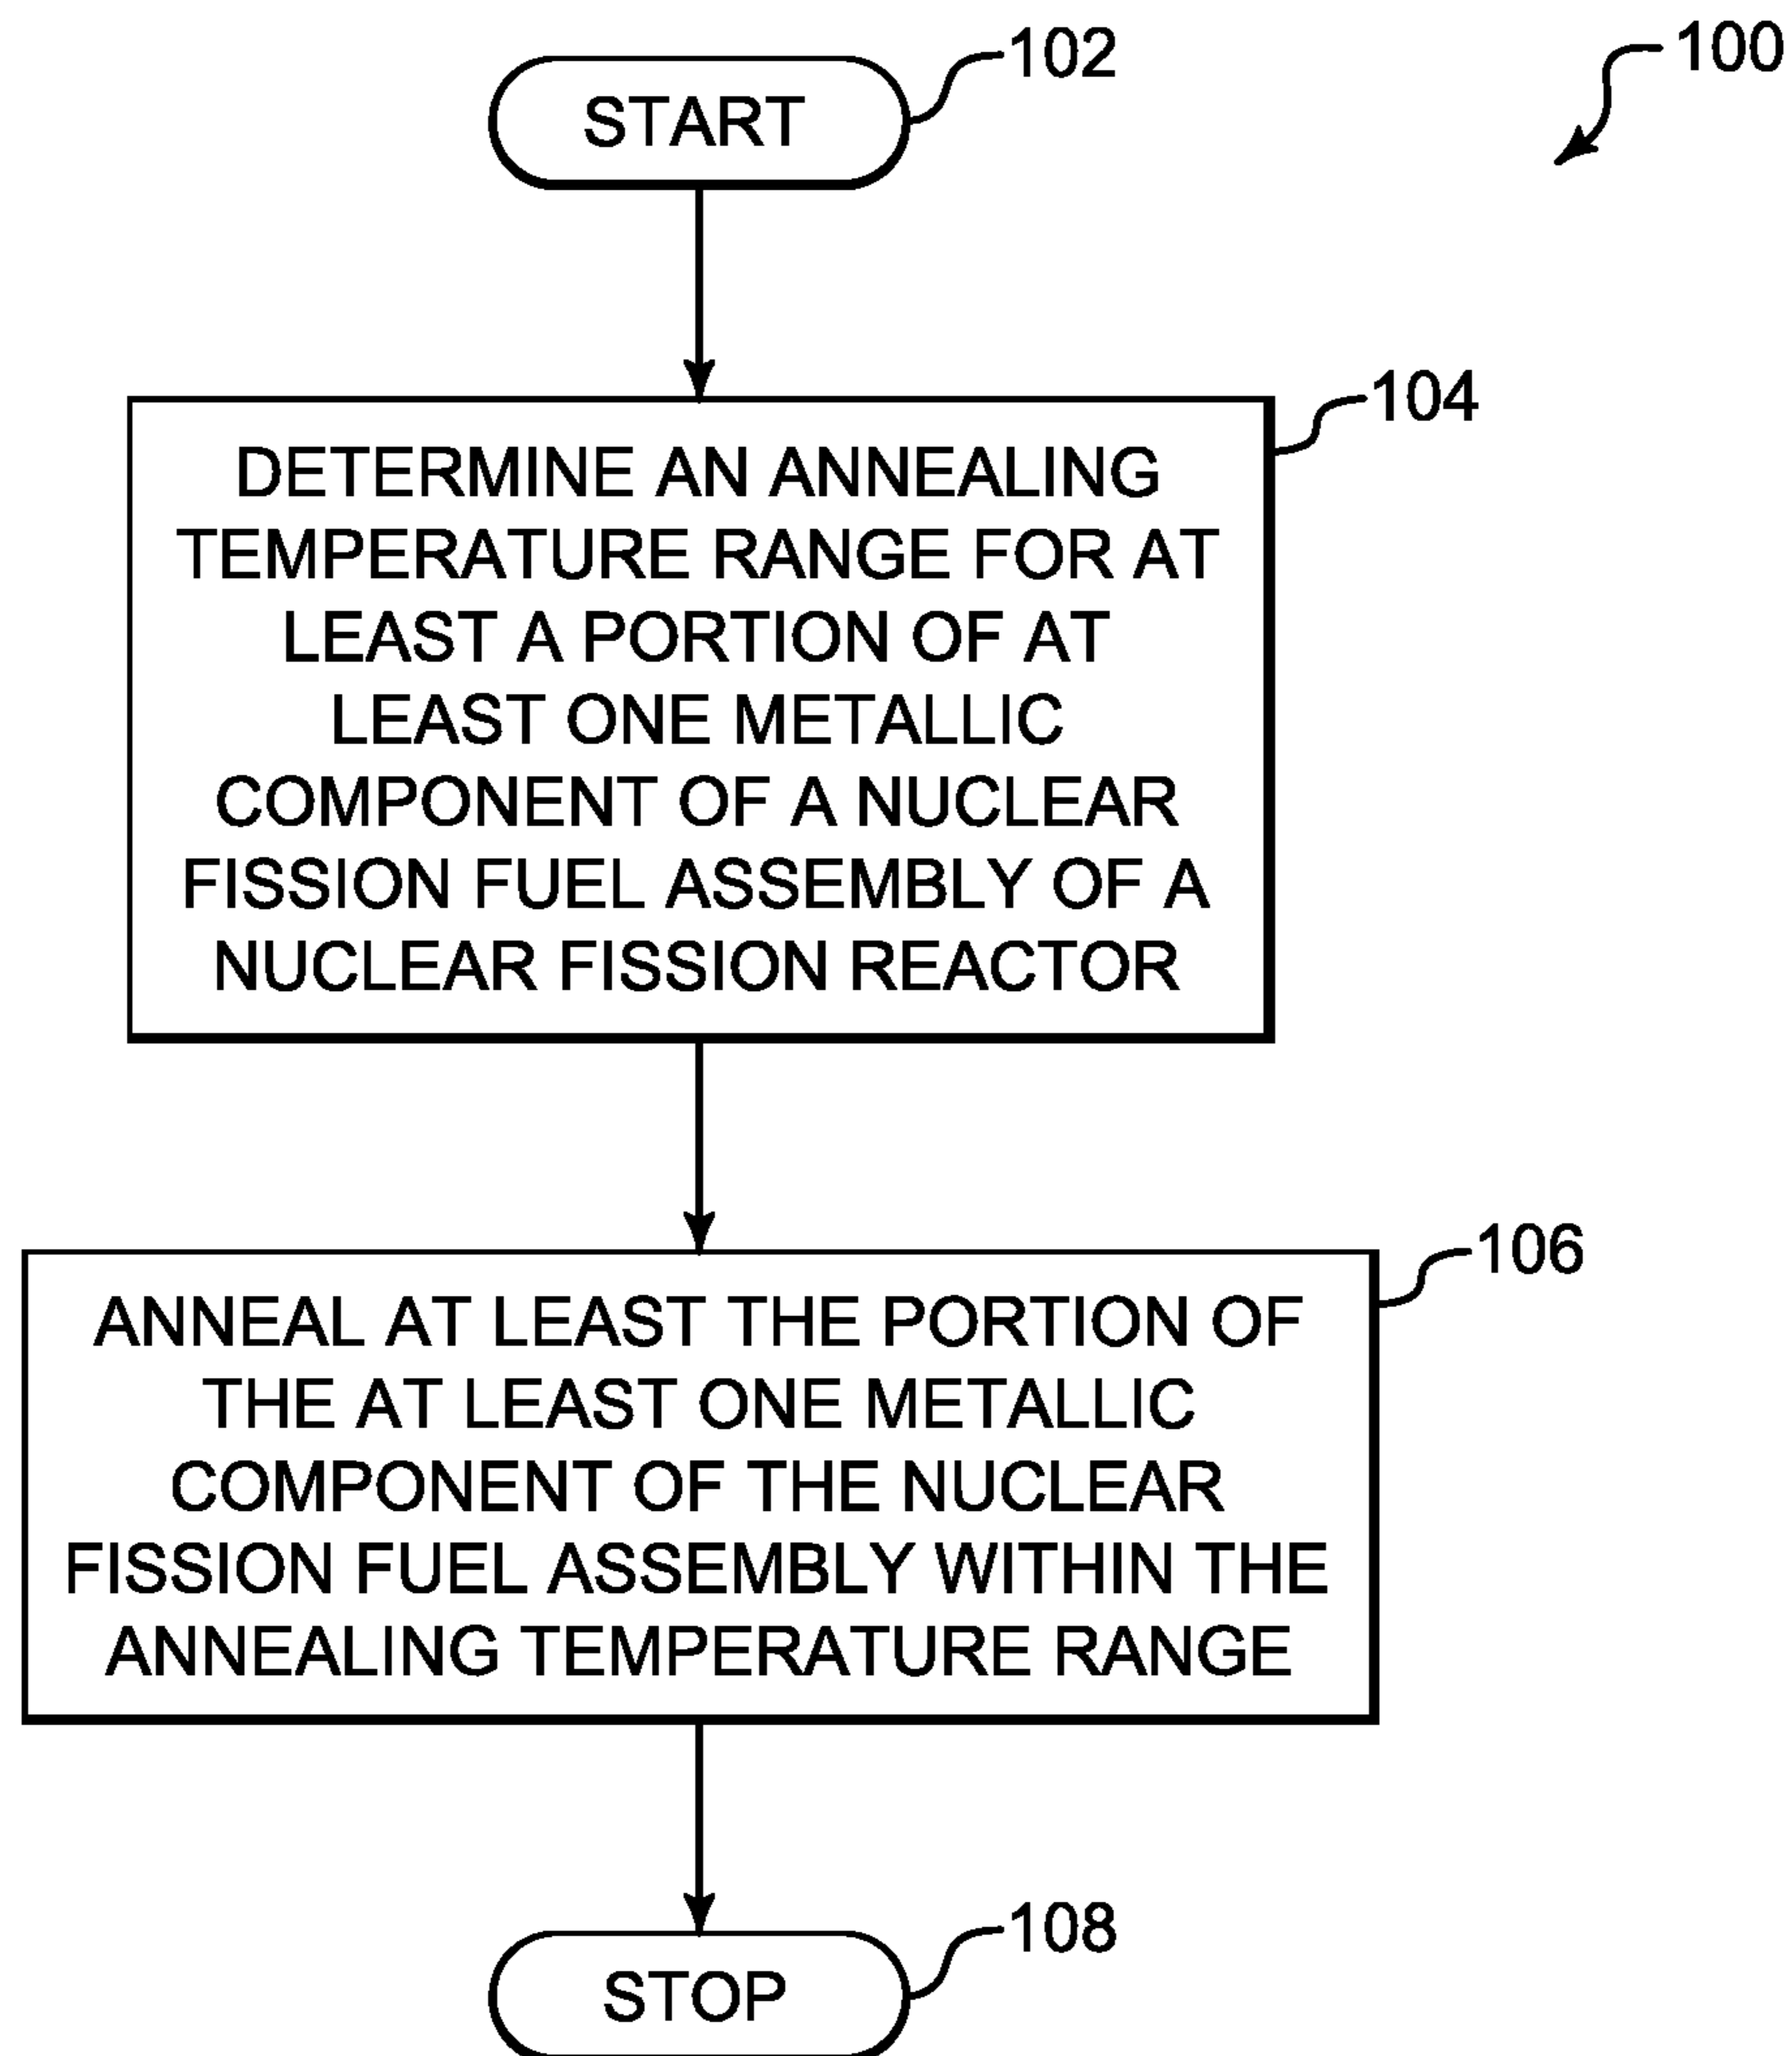 102
100
START
104
DETERMINE AN ANNEALING
TEMPERATURE RANGE FOR AT
LEAST A PORTION OF AT
LEAST ONE METALLIC
COMPONENT OF A NUCLEAR
FISSION FUEL ASSEMBLY OF A
NUCLEAR FISSION REACTOR
106
ANNEAL AT LEAST THE PORTION OF
THE AT LEAST ONE METALLIC
COMPONENT OF THE NUCLEAR
FISSION FUEL ASSEMBLY WITHIN THE
ANNEALING TEMPERATURE RANGE
108
STOP